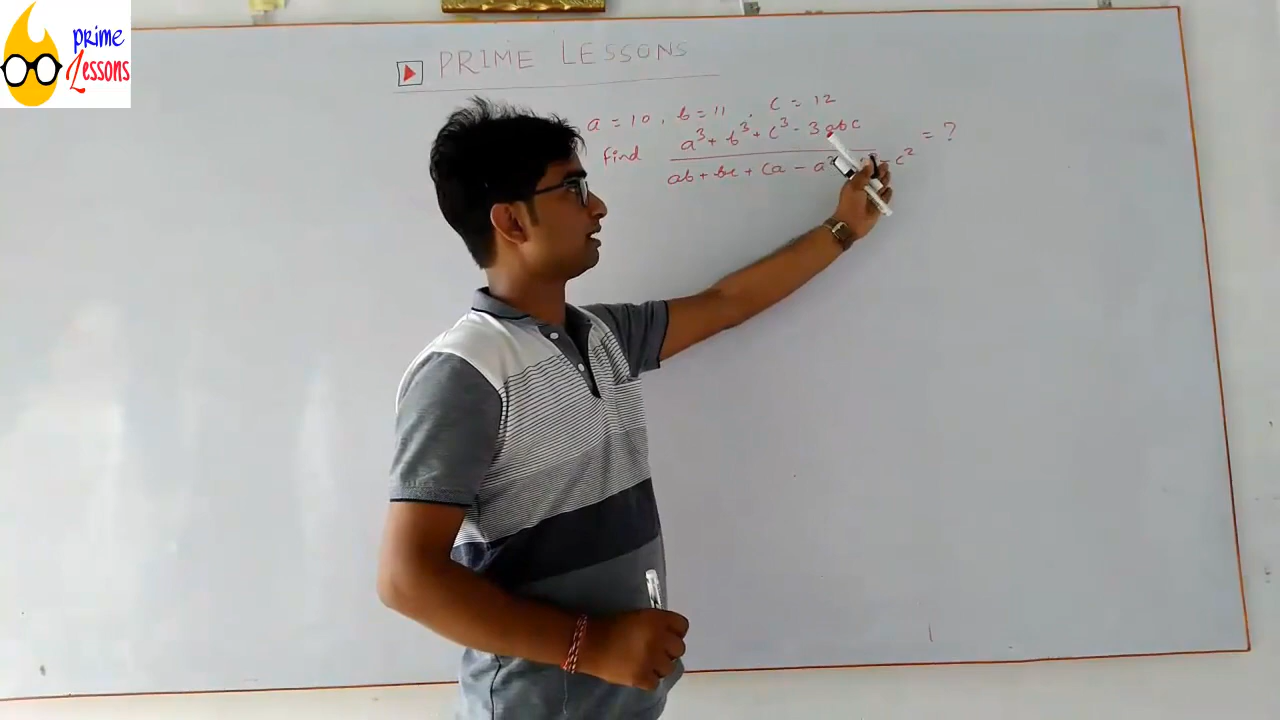 prime
Lessons
PRIME LESSONS
a = 10, b = 11, c = 12
find a³ + b³ + c³ - 3abc = ?
ab + bc + ca - a² - c²